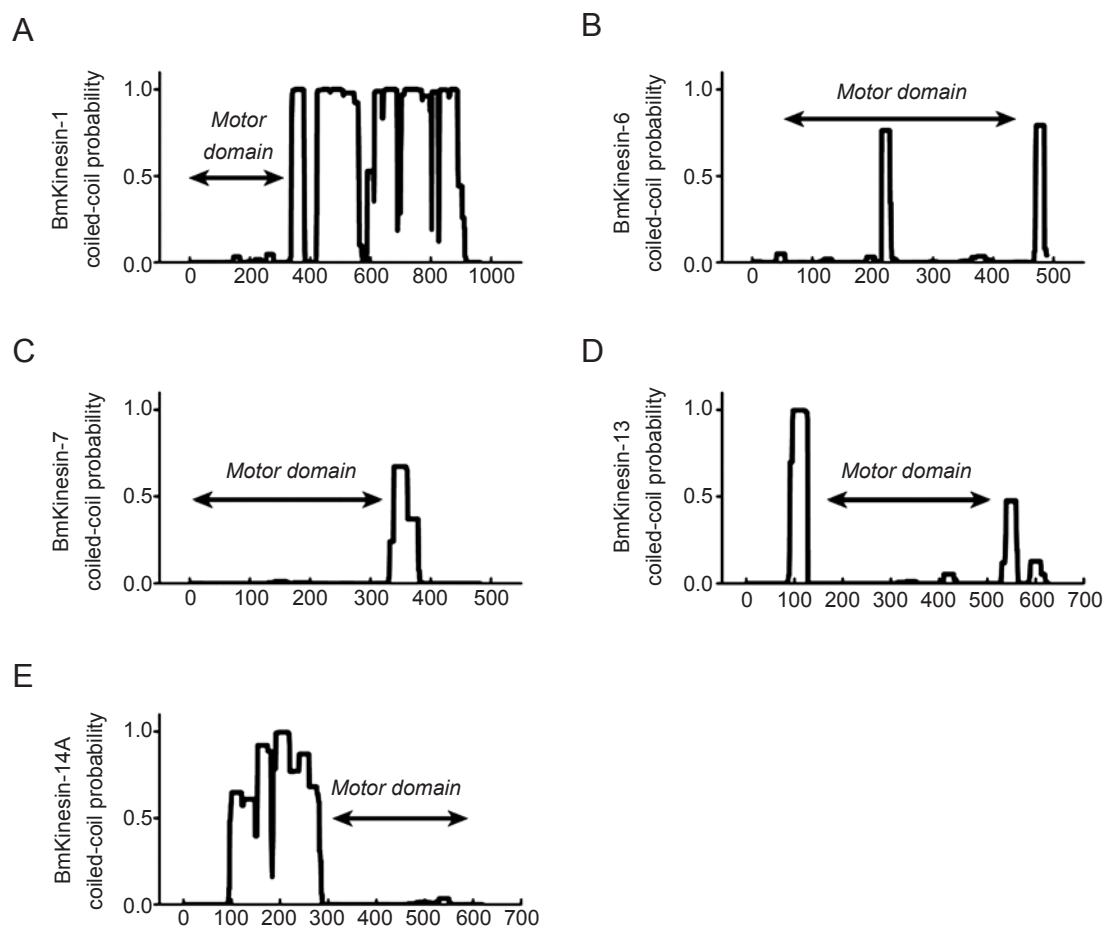 A
BmKinesin-1
coiled-coil probability
1.0
0.5
0.0
Motor
domain
0 200 400 600 800 1000
B
BmKinesin-6
coiled-coil probability
1.0
0.5
0.0
Motor domain
0 100 200 300 400 500
C
BmKinesin-7
coiled-coil probability
1.0
0.5
0.0
Motor domain
0 100 200 300 400 500
D
BmKinesin-13
coiled-coil probability
1.0
0.5
0.0
Motor domain
0 100 200 300 400 500 600 700
E
BmKinesin-14A
coiled-coil probability
1.0
0.5
0.0
Motor domain
0 100 200 300 400 500 600 700